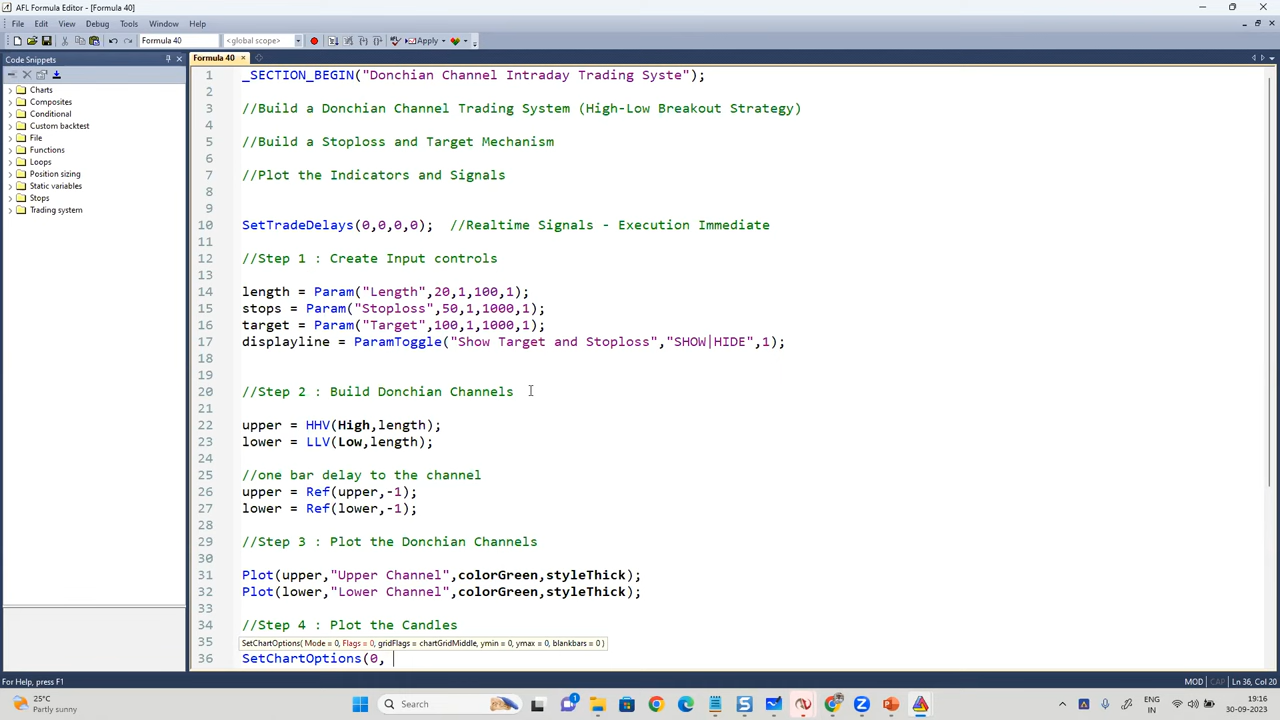 AFL Formula Editor - [Formula 40]
File Edit View Debug Tools Window Help
Formula 40 <global scope> Apply
Code Snippets
Charts
Composites
Conditional
Custom backtest
File
Functions
Loops
Position sizing
Static variables
Stops
Trading system
Formula 40
1 _SECTION_BEGIN("Donchian Channel Intraday Trading Syste");
2
3 //Build a Donchian Channel Trading System (High-Low Breakout Strategy)
4
5 //Build a Stoploss and Target Mechanism
6
7 //Plot the Indicators and Signals
8
9
10 SetTradeDelays(0,0,0,0); //Realtime Signals - Execution Immediate
11
12 //Step 1 : Create Input controls
13
14 length = Param("Length",20,1,100,1);
15 stops = Param("Stoploss",50,1,1000,1);
16 target = Param("Target",100,1,1000,1);
17 displayline = ParamToggle("Show Target and Stoploss","SHOW|HIDE",1);
18
19
20 //Step 2 : Build Donchian Channels
21
22 upper = HHV(High,length);
23 lower = LLV(Low,length);
24
25 //one bar delay to the channel
26 upper = Ref(upper,-1);
27 lower = Ref(lower,-1);
28
29 //Step 3 : Plot the Donchian Channels
30
31 Plot(upper,"Upper Channel",colorGreen,styleThick);
32 Plot(lower,"Lower Channel",colorGreen,styleThick);
33
34 //Step 4 : Plot the Candles
35 SetChartOptions( Mode = 0, Flags = 0, gridFlags = chartGridMiddle, ymin = 0, ymax = 0, blankbars = 0 )
36 SetChartOptions(0,
For Help, press F1
MOD CAP Ln 36, Col 20
25°C
Partly sunny
Search
1
ENG
IN
19:16
30-09-2023